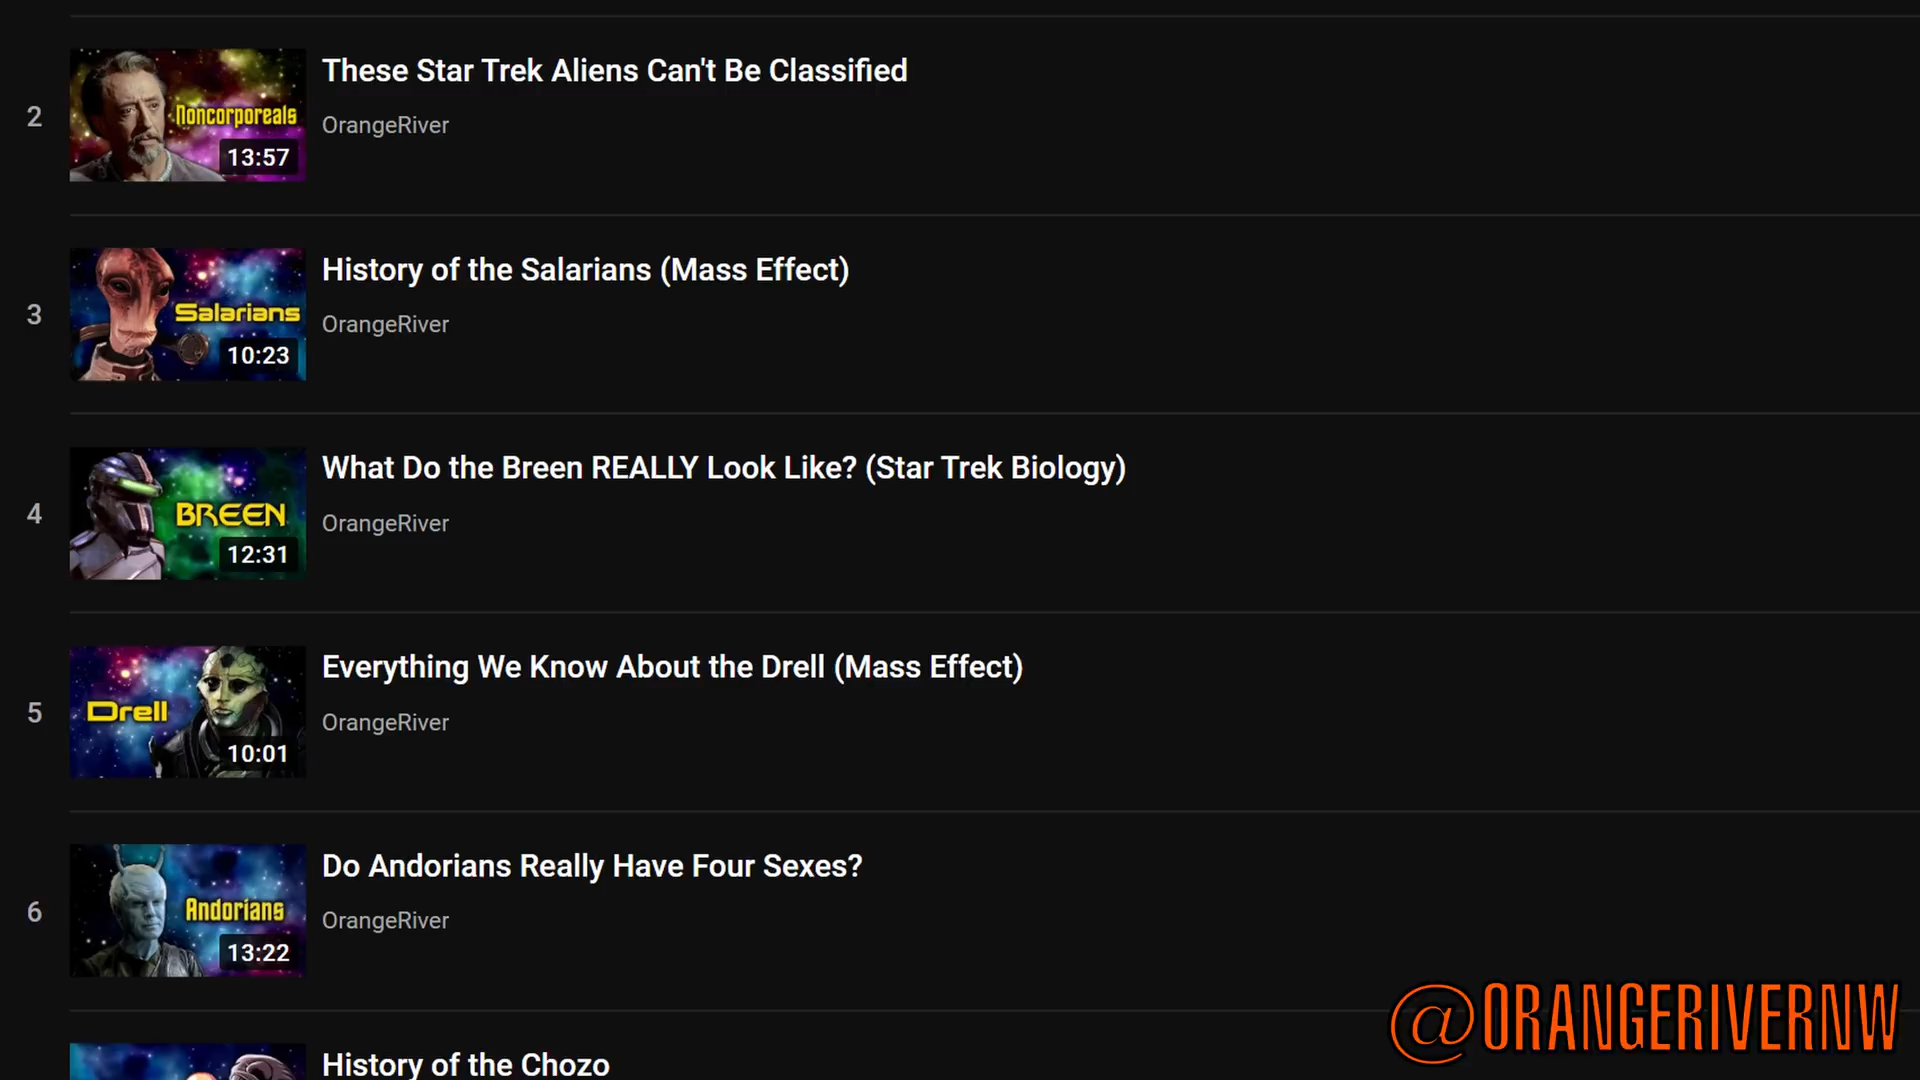 2
Noncorporeals
13:57
These Star Trek Aliens Can't Be Classified
OrangeRiver
3
Salarians
10:23
History of the Salarians (Mass Effect)
OrangeRiver
4
BREEN
12:31
What Do the Breen REALLY Look Like? (Star Trek Biology)
OrangeRiver
5
Drell
10:01
Everything We Know About the Drell (Mass Effect)
OrangeRiver
6
Andorians
13:22
Do Andorians Really Have Four Sexes?
OrangeRiver
History of the Chozo
@ORANGERIVERNW